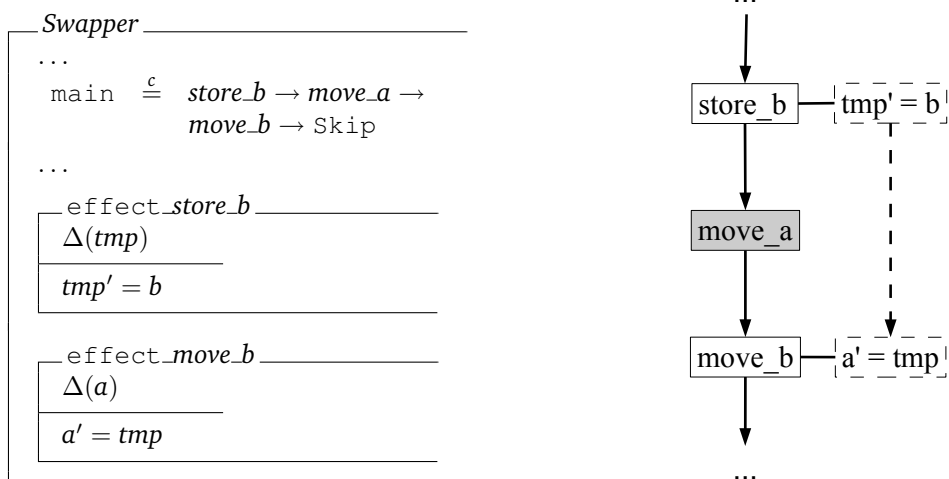 Swapper
...
main c= store_b → move_a →
move_b → Skip
...
effect_store_b
Δ(tmp)
tmp′ = b
effect_move_b
Δ(a)
a′ = tmp
...
store_b
tmp' = b
move_a
move_b
a' = tmp
...